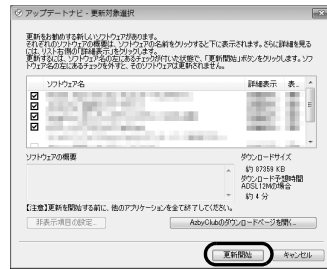 アップデートナビ - 更新対象選択
更新をお勧めする新しいソフトウェアがあります。
それぞれのソフトウェアの概要は、ソフトウェアの名前をクリックすると下に表示されます。さらに詳細を見る
には、リスト右側の「詳細表示」をクリックします。
更新するには、ソフトウェア名の左にあるチェックが付いた状態で、「更新開始」ボタンをクリックします。ソフ
トウェア名の左にあるチェックを外すと、そのソフトウェアは更新されません。
ソフトウェア名 詳細表示 表...
ソフトウェアの概要 ダウンロードサイズ
約 87359 KB
ダウンロード予想時間
ADSL12Mの場合
約 4 分
【注意】更新を開始する前に、他のアプリケーションを全て終了してください。
非表示項目の設定... AzbyClubのダウンロードページを開く...
更新開始 キャンセル